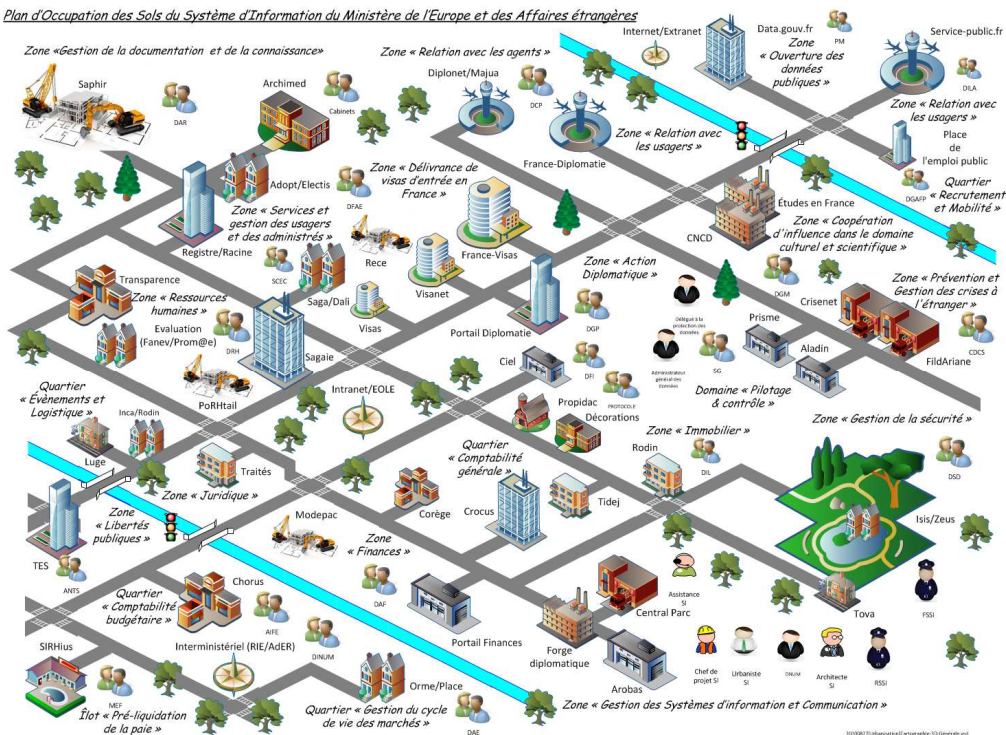 Plan d'Occupation des Sols du Système d'Information du Ministère de l'Europe et des Affaires étrangères
Zone «Gestion de la documentation et de la connaissance»
Saphir
DAR
Archimed
Cabinets
Zone « Relation avec les agents »
Diplonet/Majua
DCP
Internet/Extranet
Data.gouv.fr
PM
Zone
« Ouverture des
données
publiques »
Service-public.fr
DILA
Zone « Relation avec
les usagers »
France-Diplomatie
Zone « Relation avec
les usagers »
Place
de
l'emploi public
DGAFP
Quartier
« Recrutement
et Mobilité »
Adopt/Electis
DFAE
Zone « Délivrance de
visas d'entrée en
France »
Zone « Services et
gestion des usagers
et des administrés »
Registre/Racine
Rece
France-Visas
Visanet
Visas
SCEC
Saga/Dali
Études en France
CNCD
Zone « Coopération
d'influence dans le domaine
culturel et scientifique »
DGM
Zone « Action
Diplomatique »
Portail Diplomatie
DGP
Zone « Prévention et
Gestion des crises à
l'étranger »
Crisenet
CDCS
FildAriane
Transparence
Zone « Ressources
humaines »
Evaluation
(Fanev/Prom@e)
DRH
Sagaie
PoRHtail
Délégué à la
protection des
données
Administrateur
général des
données
SG
Prisme
Aladin
Domaine « Pilotage
& contrôle »
Ciel
DFI
PROTOCOLE
Propidac
Décorations
Intranet/EOLE
Quartier
« Évènements et
Logistique »
Inca/Rodin
Luge
Traités
Zone « Juridique »
Zone « Immobilier »
Rodin
DIL
Zone « Gestion de la sécurité »
DSD
Isis/Zeus
Quartier
« Comptabilité
générale »
Corège
Crocus
Tidej
Zone
« Libertés
publiques »
TES
ANTS
Modepac
Zone
« Finances »
DAF
Chorus
Quartier
« Comptabilité
budgétaire »
AIFE
Portail Finances
Forge
diplomatique
Central Parc
Assistance
SI
Arobas
Tova
FSSI
Chef de
projet SI
Urbaniste
SI
DNUM
Architecte
SI
RSSI
Zone « Gestion des Systèmes d'information et Communication »
SIRHius
MEF
Îlot « Pré-liquidation
de la paie »
Interministériel (RIE/AdER)
DINUM
Orme/Place
Quartier « Gestion du cycle
de vie des marchés »
DAE